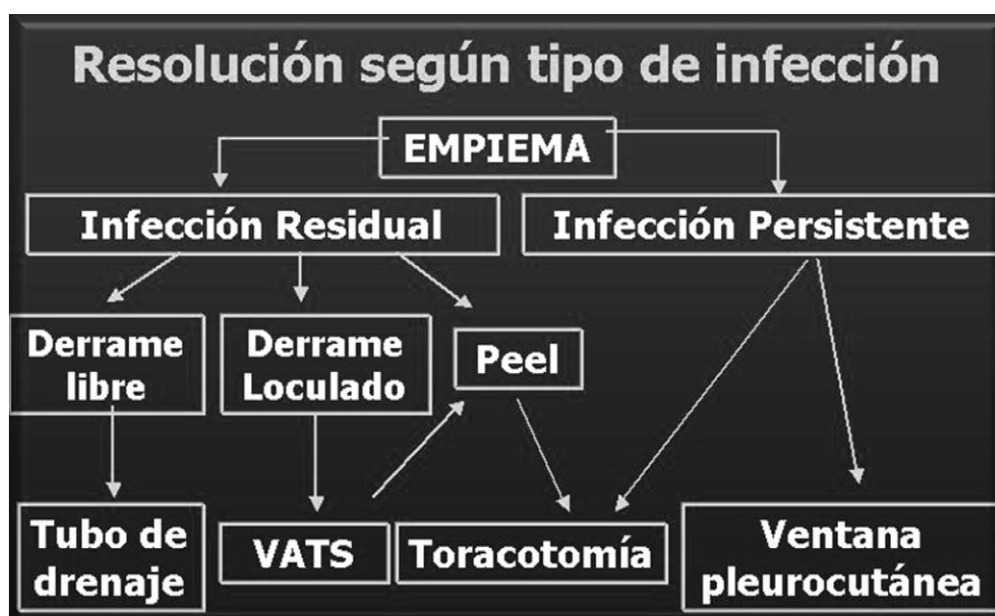 Resolución según tipo de infección
EMPIEMA
Infección Residual
Infección Persistente
Derrame
libre
Derrame
Loculado
Peel
Tubo de
drenaje
VATS
Toracotomía
Ventana
pleurocutánea